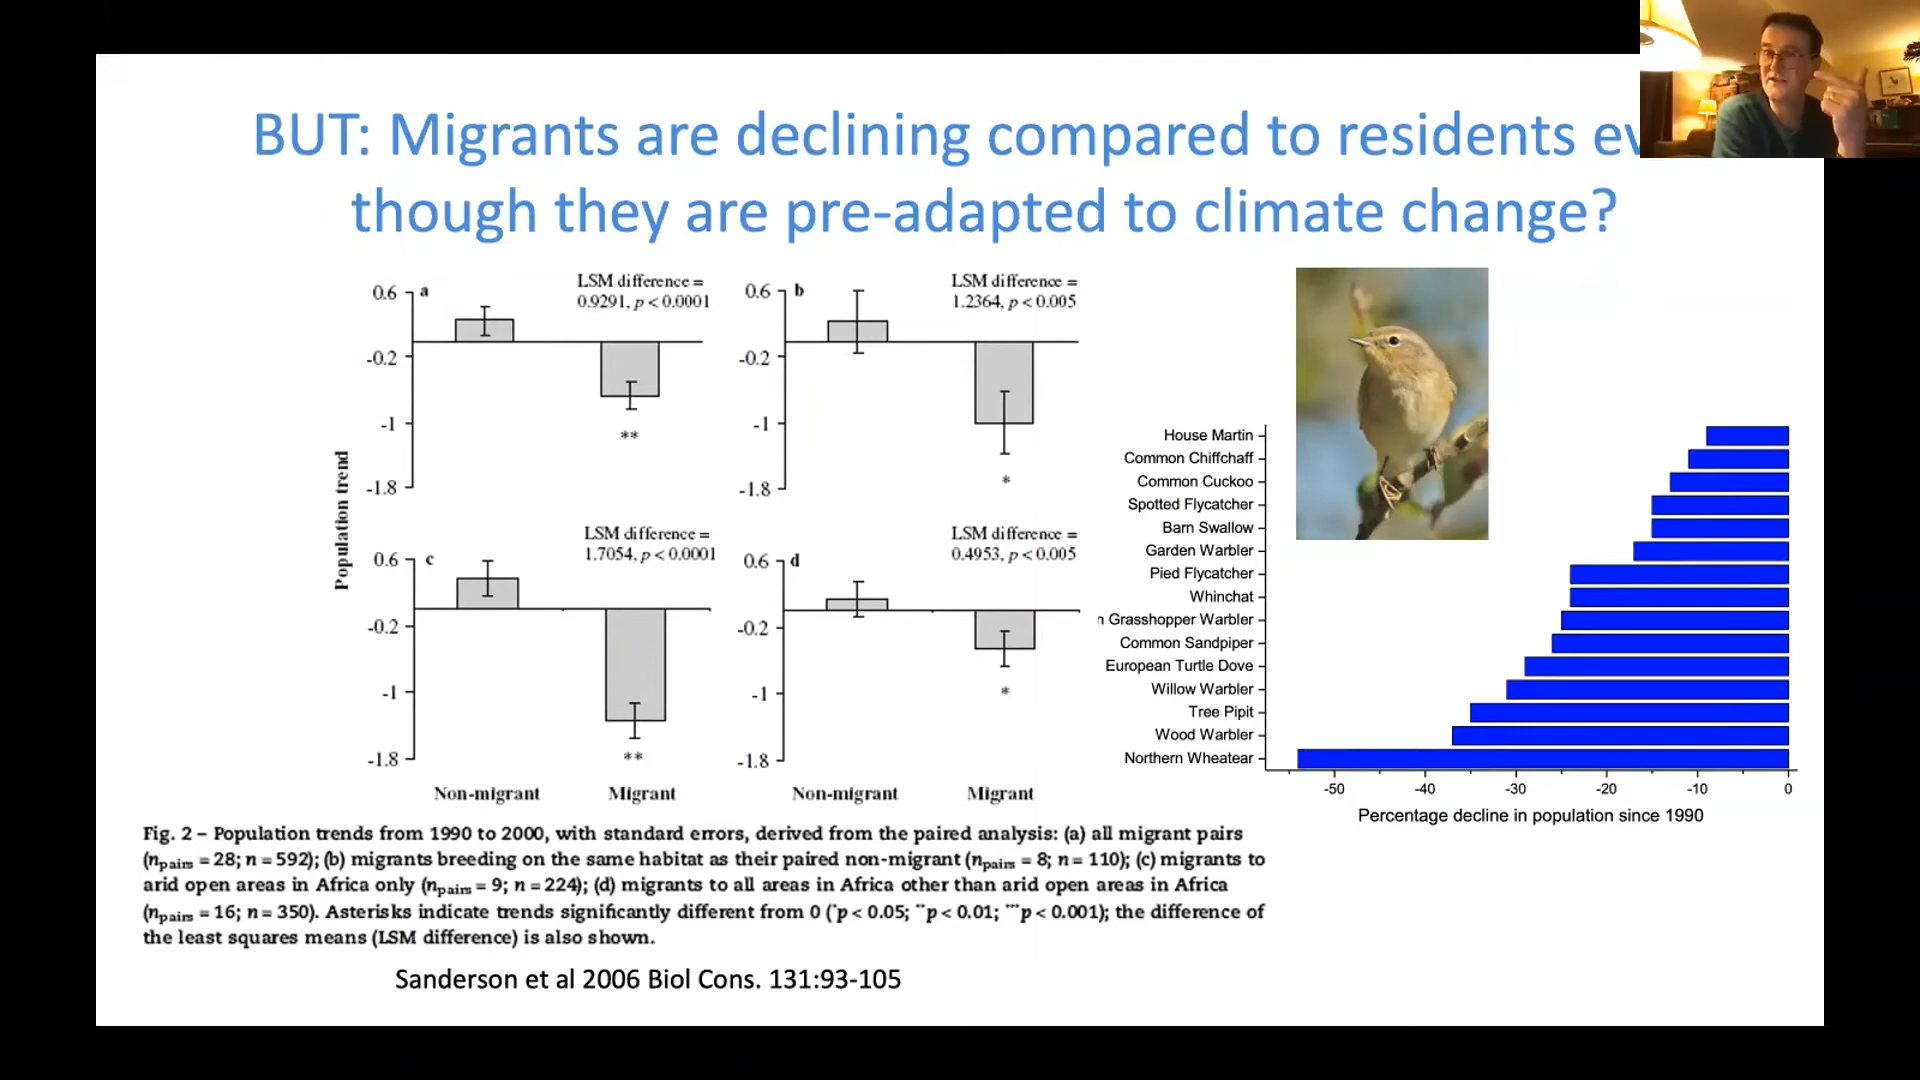 BUT: Migrants are declining compared to residents
though they are pre-adapted to climate change?
Population trend
0.6
a
LSM difference =
0.9291, p < 0.0001
-0.2
-1
**
-1.8
0.6
b
LSM difference =
1.2364, p < 0.005
-0.2
-1
*
-1.8
0.6
c
LSM difference =
1.7054, p < 0.0001
-0.2
-1
**
-1.8
Non-migrant Migrant
0.6
d
LSM difference =
0.4953, p < 0.005
-0.2
-1
*
-1.8
Non-migrant Migrant
House Martin
Common Chiffchaff
Common Cuckoo
Spotted Flycatcher
Barn Swallow
Garden Warbler
Pied Flycatcher
Whinchat
n Grasshopper Warbler
Common Sandpiper
European Turtle Dove
Willow Warbler
Tree Pipit
Wood Warbler
Northern Wheatear
-50 -40 -30 -20 -10 0
Percentage decline in population since 1990
Fig. 2 – Population trends from 1990 to 2000, with standard errors, derived from the paired analysis: (a) all migrant pairs
(npairs = 28; n = 592); (b) migrants breeding on the same habitat as their paired non-migrant (npairs = 8; n = 110); (c) migrants to
arid open areas in Africa only (npairs = 9; n = 224); (d) migrants to all areas in Africa other than arid open areas in Africa
(npairs = 16; n = 350). Asterisks indicate trends significantly different from 0 (*p < 0.05; **p < 0.01; ***p < 0.001); the difference of
the least squares means (LSM difference) is also shown.
Sanderson et al 2006 Biol Cons. 131:93-105